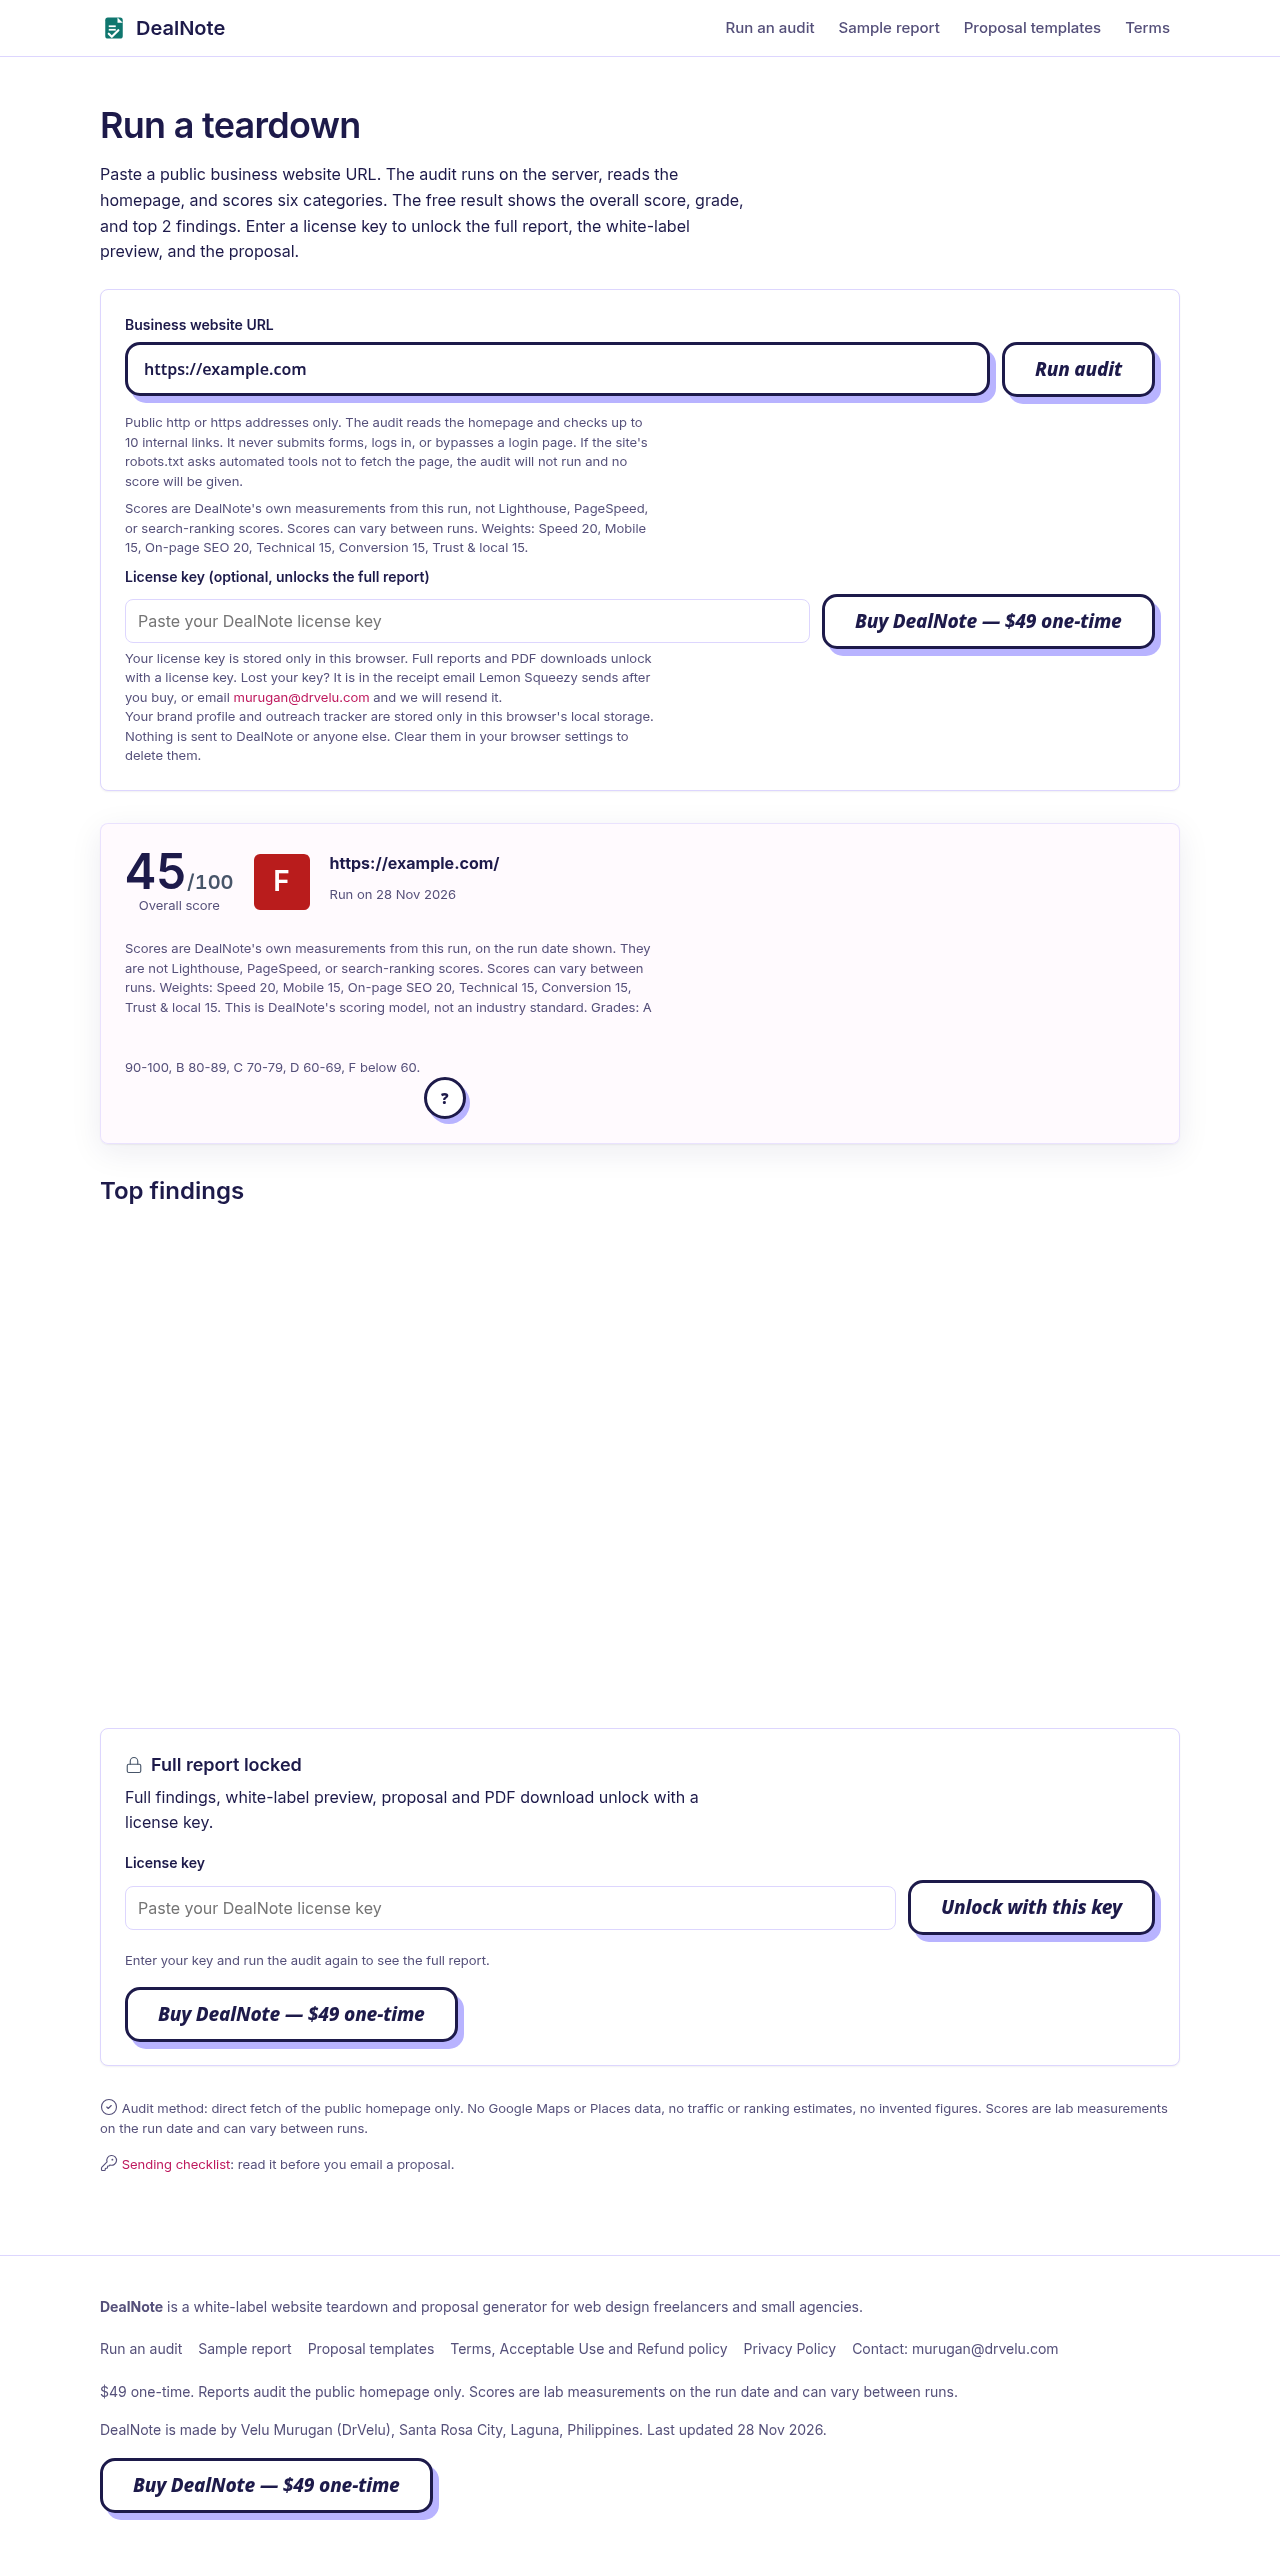 DealNote
Run an audit Sample report Proposal templates Terms
Run a teardown
Paste a public business website URL. The audit runs on the server, reads the
homepage, and scores six categories. The free result shows the overall score, grade,
and top 2 findings. Enter a license key to unlock the full report, the white-label
preview, and the proposal.
Business website URL
https://example.com
Run audit
Public http or https addresses only. The audit reads the homepage and checks up to
10 internal links. It never submits forms, logs in, or bypasses a login page. If the site's
robots.txt asks automated tools not to fetch the page, the audit will not run and no
score will be given.
Scores are DealNote's own measurements from this run, not Lighthouse, PageSpeed,
or search-ranking scores. Scores can vary between runs. Weights: Speed 20, Mobile
15, On-page SEO 20, Technical 15, Conversion 15, Trust & local 15.
License key (optional, unlocks the full report)
Paste your DealNote license key
Buy DealNote — $49 one-time
Your license key is stored only in this browser. Full reports and PDF downloads unlock
with a license key. Lost your key? It is in the receipt email Lemon Squeezy sends after
you buy, or email murugan@drvelu.com and we will resend it.
Your brand profile and outreach tracker are stored only in this browser's local storage.
Nothing is sent to DealNote or anyone else. Clear them in your browser settings to
delete them.
45/100
Overall score
F
https://example.com/
Run on 28 Nov 2026
Scores are DealNote's own measurements from this run, on the run date shown. They
are not Lighthouse, PageSpeed, or search-ranking scores. Scores can vary between
runs. Weights: Speed 20, Mobile 15, On-page SEO 20, Technical 15, Conversion 15,
Trust & local 15. This is DealNote's scoring model, not an industry standard. Grades: A
90-100, B 80-89, C 70-79, D 60-69, F below 60.
?
Top findings
Full report locked
Full findings, white-label preview, proposal and PDF download unlock with a
license key.
License key
Paste your DealNote license key
Unlock with this key
Enter your key and run the audit again to see the full report.
Buy DealNote — $49 one-time
Audit method: direct fetch of the public homepage only. No Google Maps or Places data, no traffic or ranking estimates, no invented figures. Scores are lab measurements
on the run date and can vary between runs.
Sending checklist: read it before you email a proposal.
DealNote is a white-label website teardown and proposal generator for web design freelancers and small agencies.
Run an audit Sample report Proposal templates Terms, Acceptable Use and Refund policy Privacy Policy Contact: murugan@drvelu.com
$49 one-time. Reports audit the public homepage only. Scores are lab measurements on the run date and can vary between runs.
DealNote is made by Velu Murugan (DrVelu), Santa Rosa City, Laguna, Philippines. Last updated 28 Nov 2026.
Buy DealNote — $49 one-time